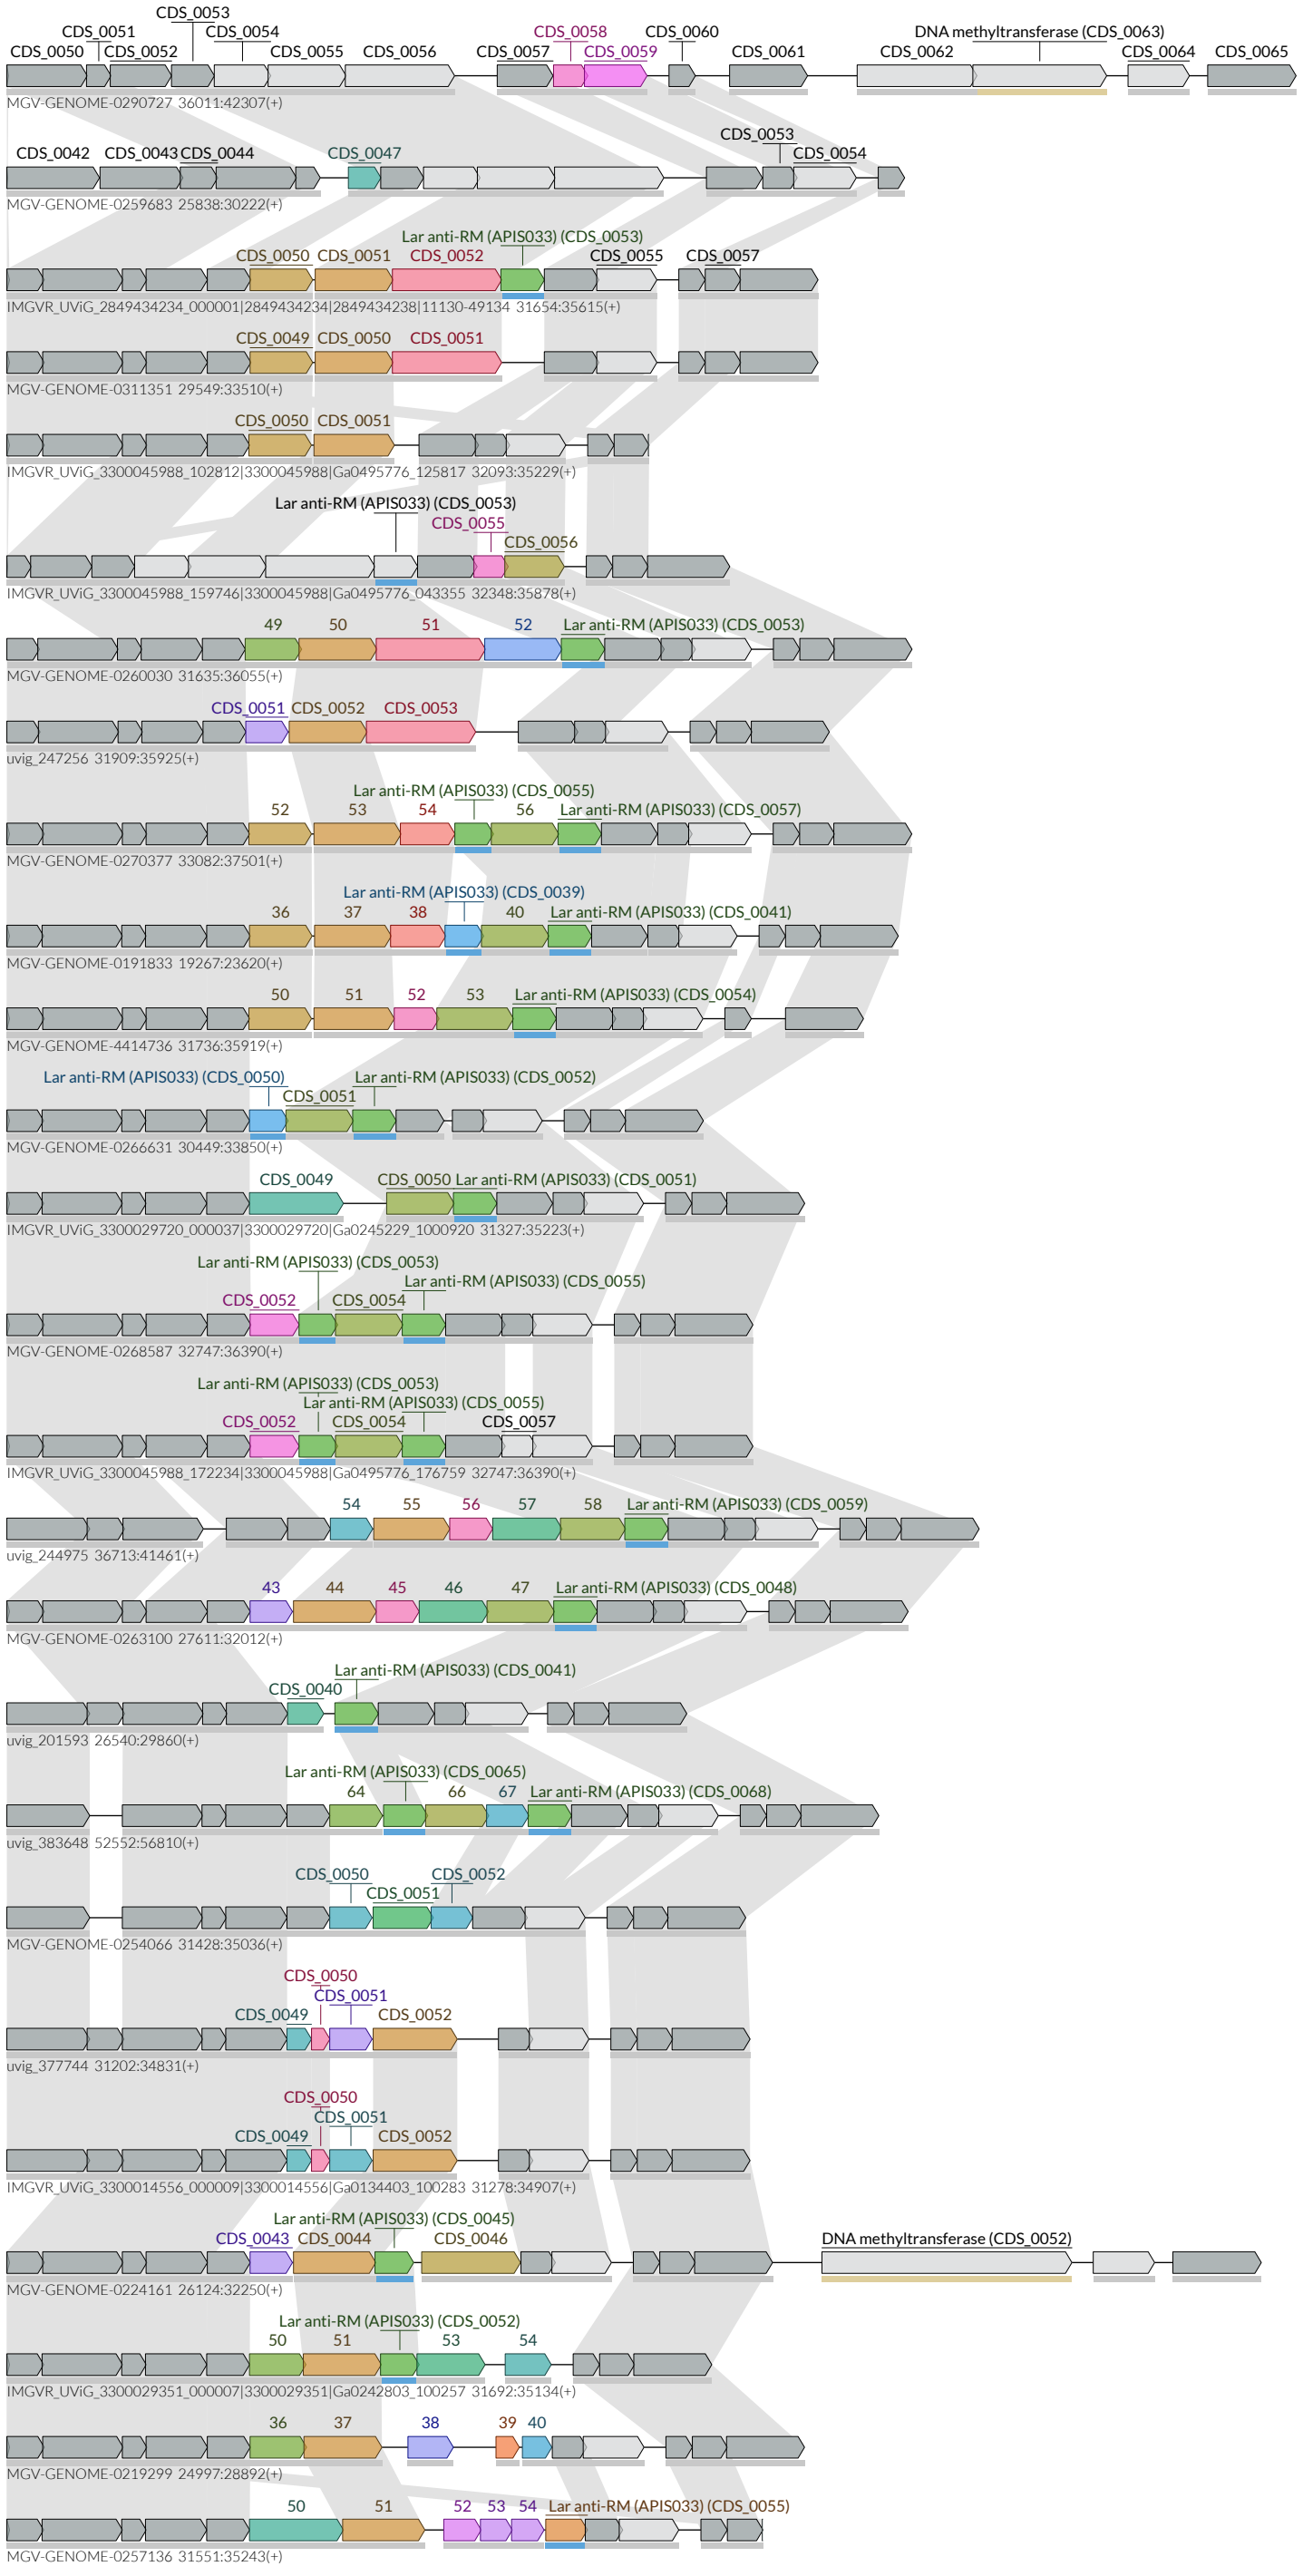 CDS_0053
CDS_0051 CDS_0054 CDS_0058 CDS_0060 DNA methyltransferase (CDS_0063)
CDS_0050 CDS_0052 CDS_0055 CDS_0056 CDS_0057 CDS_0059 CDS_0061 CDS_0062 CDS_0064 CDS_0065
MGV-GENOME-0290727 36011:42307(+)
CDS_0053
CDS_0042 CDS_0043 CDS_0044 CDS_0047 CDS_0054
MGV-GENOME-0259683 25838:30222(+)
Lar anti-RM (APIS033) (CDS_0053)
CDS_0050 CDS_0051 CDS_0052 CDS_0055 CDS_0057
IMGVR_UViG_2849434234_000001|2849434234|2849434238|11130-49134 31654:35615(+)
CDS_0049 CDS_0050 CDS_0051
MGV-GENOME-0311351 29549:33510(+)
CDS_0050 CDS_0051
IMGVR_UViG_3300045988_102812|3300045988|Ga0495776_125817 32093:35229(+)
Lar anti-RM (APIS033) (CDS_0053)
CDS_0055
CDS_0056
IMGVR_UViG_3300045988_159746|3300045988|Ga0495776_043355 32348:35878(+)
49 50 51 52 Lar anti-RM (APIS033) (CDS_0053)
MGV-GENOME-0260030 31635:36055(+)
CDS_0051 CDS_0052 CDS_0053
uvig_247256 31909:35925(+)
Lar anti-RM (APIS033) (CDS_0055)
52 53 54 56 Lar anti-RM (APIS033) (CDS_0057)
MGV-GENOME-0270377 33082:37501(+)
Lar anti-RM (APIS033) (CDS_0039)
36 37 38 40 Lar anti-RM (APIS033) (CDS_0041)
MGV-GENOME-0191833 19267:23620(+)
50 51 52 53 Lar anti-RM (APIS033) (CDS_0054)
MGV-GENOME-4414736 31736:35919(+)
Lar anti-RM (APIS033) (CDS_0050) Lar anti-RM (APIS033) (CDS_0052)
CDS_0051
MGV-GENOME-0266631 30449:33850(+)
CDS_0049 CDS_0050 Lar anti-RM (APIS033) (CDS_0051)
IMGVR_UViG_3300029720_000037|3300029720|Ga0245229_1000920 31327:35223(+)
Lar anti-RM (APIS033) (CDS_0053)
Lar anti-RM (APIS033) (CDS_0055)
CDS_0052 CDS_0054
MGV-GENOME-0268587 32747:36390(+)
Lar anti-RM (APIS033) (CDS_0053)
Lar anti-RM (APIS033) (CDS_0055)
CDS_0052 CDS_0054 CDS_0057
IMGVR_UViG_3300045988_172234|3300045988|Ga0495776_176759 32747:36390(+)
54 55 56 57 58 Lar anti-RM (APIS033) (CDS_0059)
uvig_244975 36713:41461(+)
43 44 45 46 47 Lar anti-RM (APIS033) (CDS_0048)
MGV-GENOME-0263100 27611:32012(+)
Lar anti-RM (APIS033) (CDS_0041)
CDS_0040
uvig_201593 26540:29860(+)
Lar anti-RM (APIS033) (CDS_0065)
64 66 67 Lar anti-RM (APIS033) (CDS_0068)
uvig_383648 52552:56810(+)
CDS_0050 CDS_0052
CDS_0051
MGV-GENOME-0254066 31428:35036(+)
CDS_0050
CDS_0051
CDS_0049 CDS_0052
uvig_377744 31202:34831(+)
CDS_0050
CDS_0051
CDS_0049 CDS_0052
IMGVR_UViG_3300014556_000009|3300014556|Ga0134403_100283 31278:34907(+)
Lar anti-RM (APIS033) (CDS_0045)
CDS_0043 CDS_0044 CDS_0046 DNA methyltransferase (CDS_0052)
MGV-GENOME-0224161 26124:32250(+)
Lar anti-RM (APIS033) (CDS_0052)
50 51 53 54
IMGVR_UViG_3300029351_000007|3300029351|Ga0242803_100257 31692:35134(+)
36 37 38 39 40
MGV-GENOME-0219299 24997:28892(+)
50 51 52 53 54 Lar anti-RM (APIS033) (CDS_0055)
MGV-GENOME-0257136 31551:35243(+)